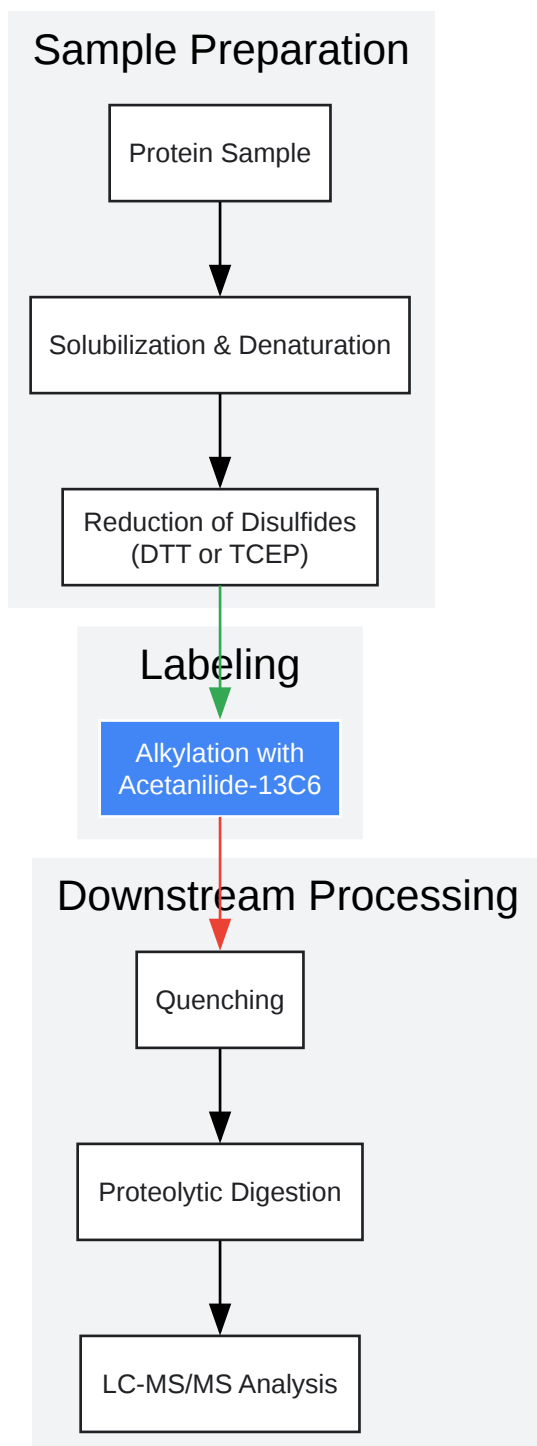 Sample Preparation
Protein Sample
Solubilization & Denaturation
Reduction of Disulfides
(DTT or TCEP)
Labeling
Alkylation with
Acetanilide-13C6
Downstream Processing
Quenching
Proteolytic Digestion
LC-MS/MS Analysis